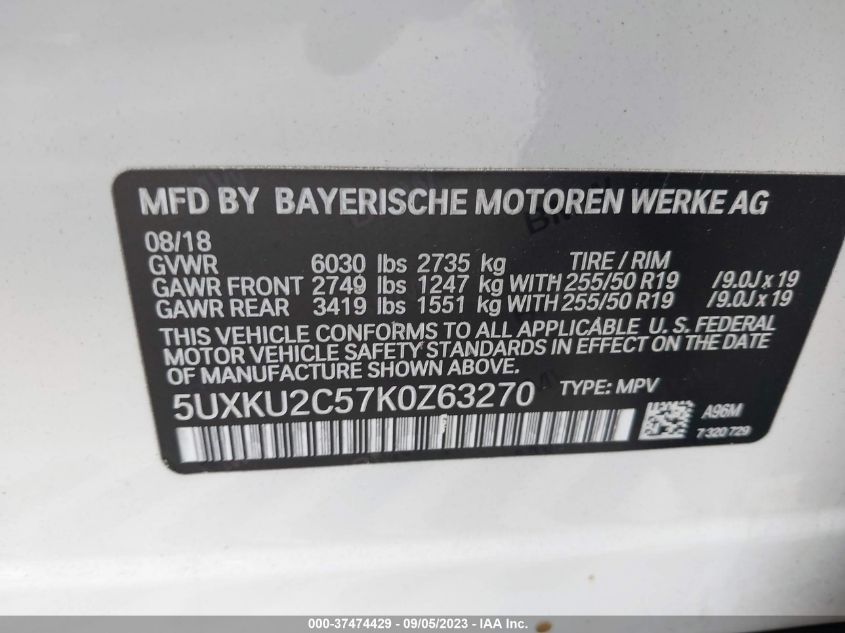 MFD BY BAYERISCHE MOTOREN WERKE AG
08/18
GVWR 6030 lbs 2735 kg TIRE / RIM
GAWR FRONT 2749 lbs 1247 kg WITH 255/50 R19 /9.0J x 19
GAWR REAR 3419 lbs 1551 kg WITH 255/50 R19 /9.0J x 19
THIS VEHICLE CONFORMS TO ALL APPLICABLE U. S. FEDERAL
MOTOR VEHICLE SAFETY STANDARDS IN EFFECT ON THE DATE
OF MANUFACTURE SHOWN ABOVE.
5UXKU2C57K0Z63270 TYPE: MPV
A96M
7 320 729
000-37474429 - 09/05/2023 - IAA Inc.